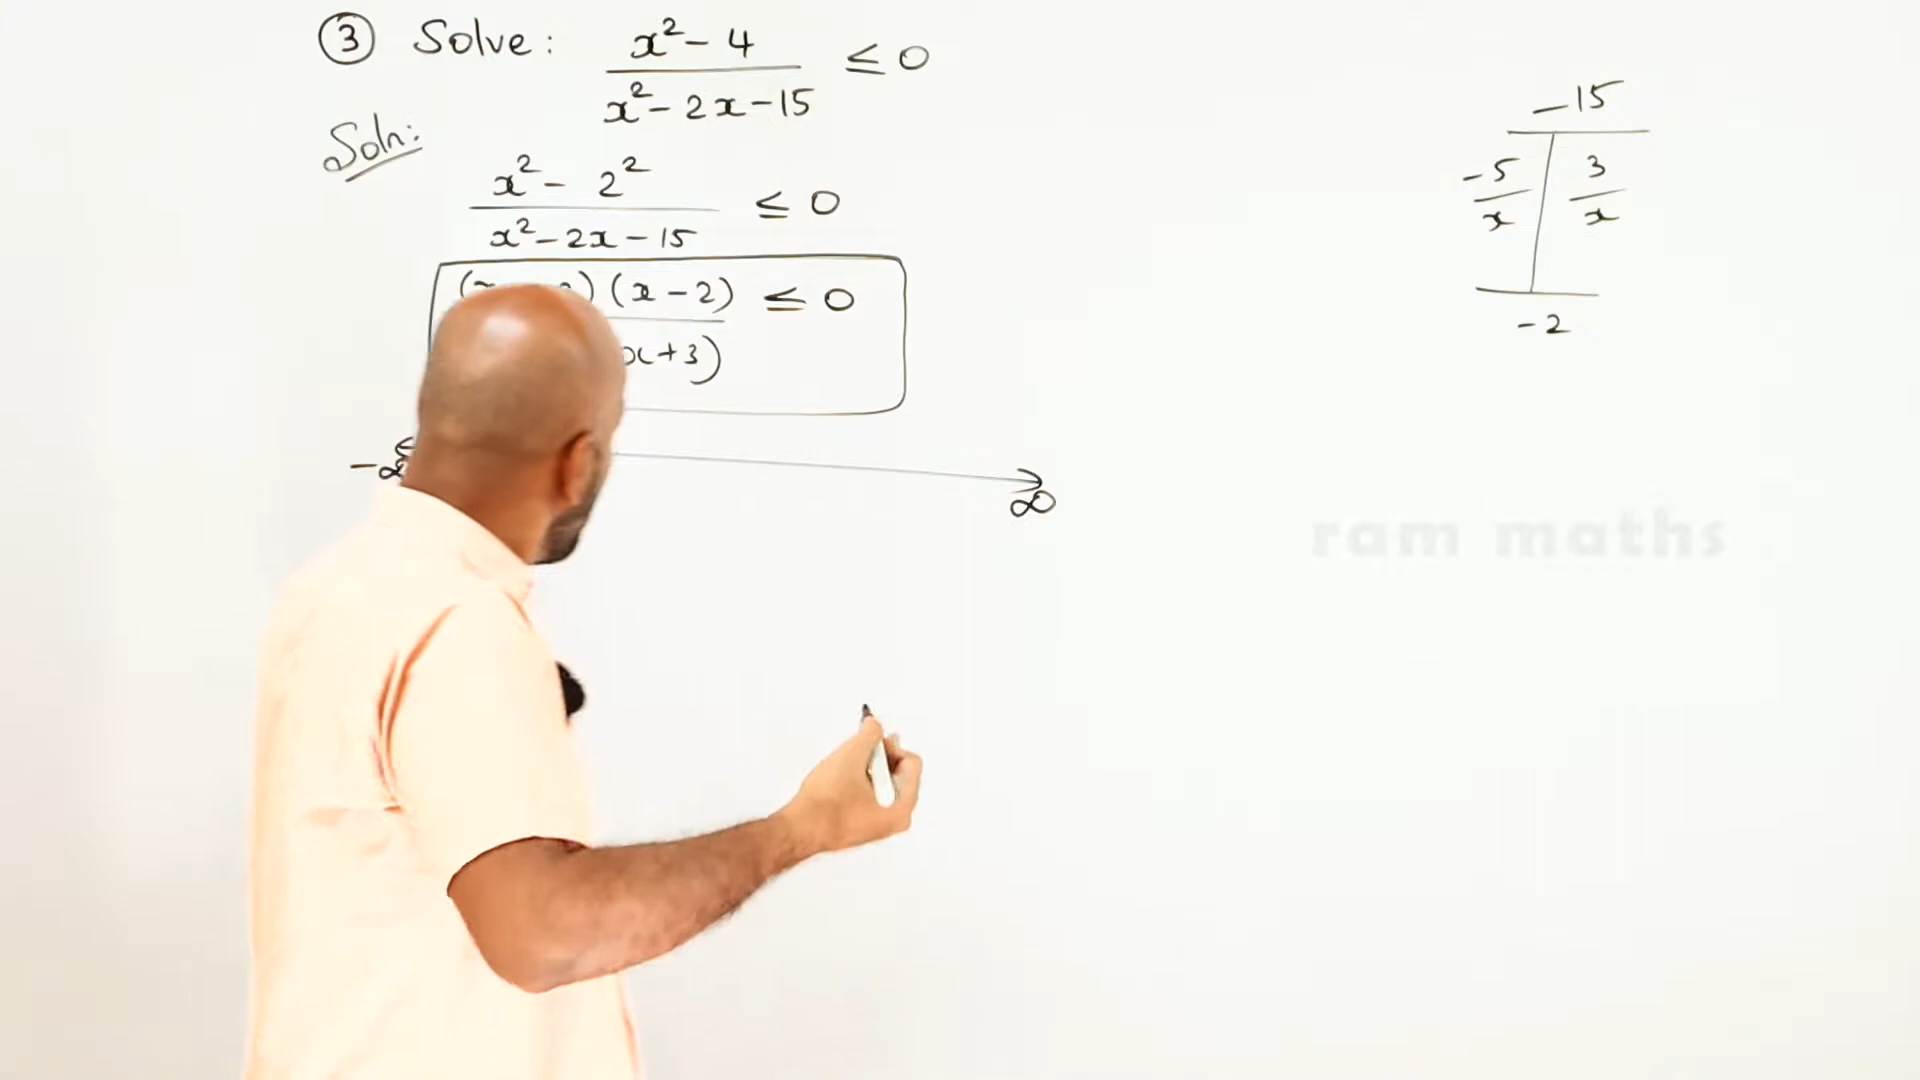 ③ Solve: x² - 4 / x² - 2x - 15 ≤ 0
Soln:
x² - 2² / x² - 2x - 15 ≤ 0
(x - 2) ≤ 0
x+3)
-∞ ∞
-15
-5/x 3/x
-2
ram maths